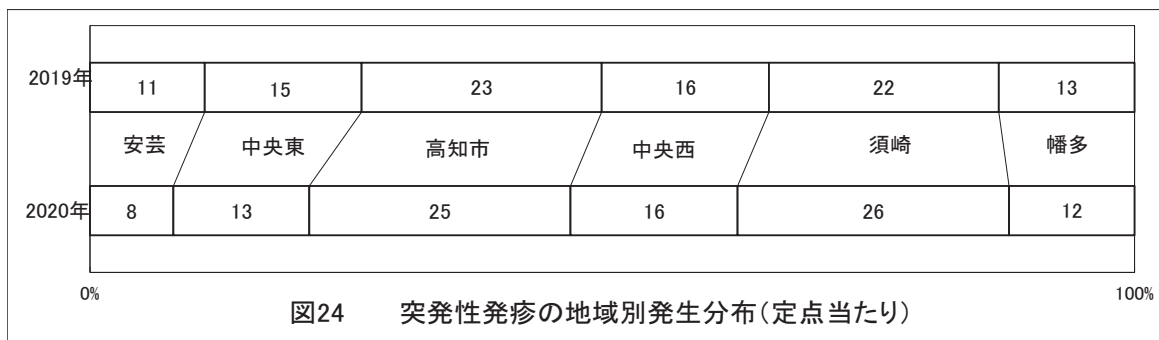 2019年 11 15 23 16 22 13
安芸 中央東 高知市 中央西 須崎 幡多
2020年 8 13 25 16 26 12
0% 100%
図24 突発性発疹の地域別発生分布(定点当たり)